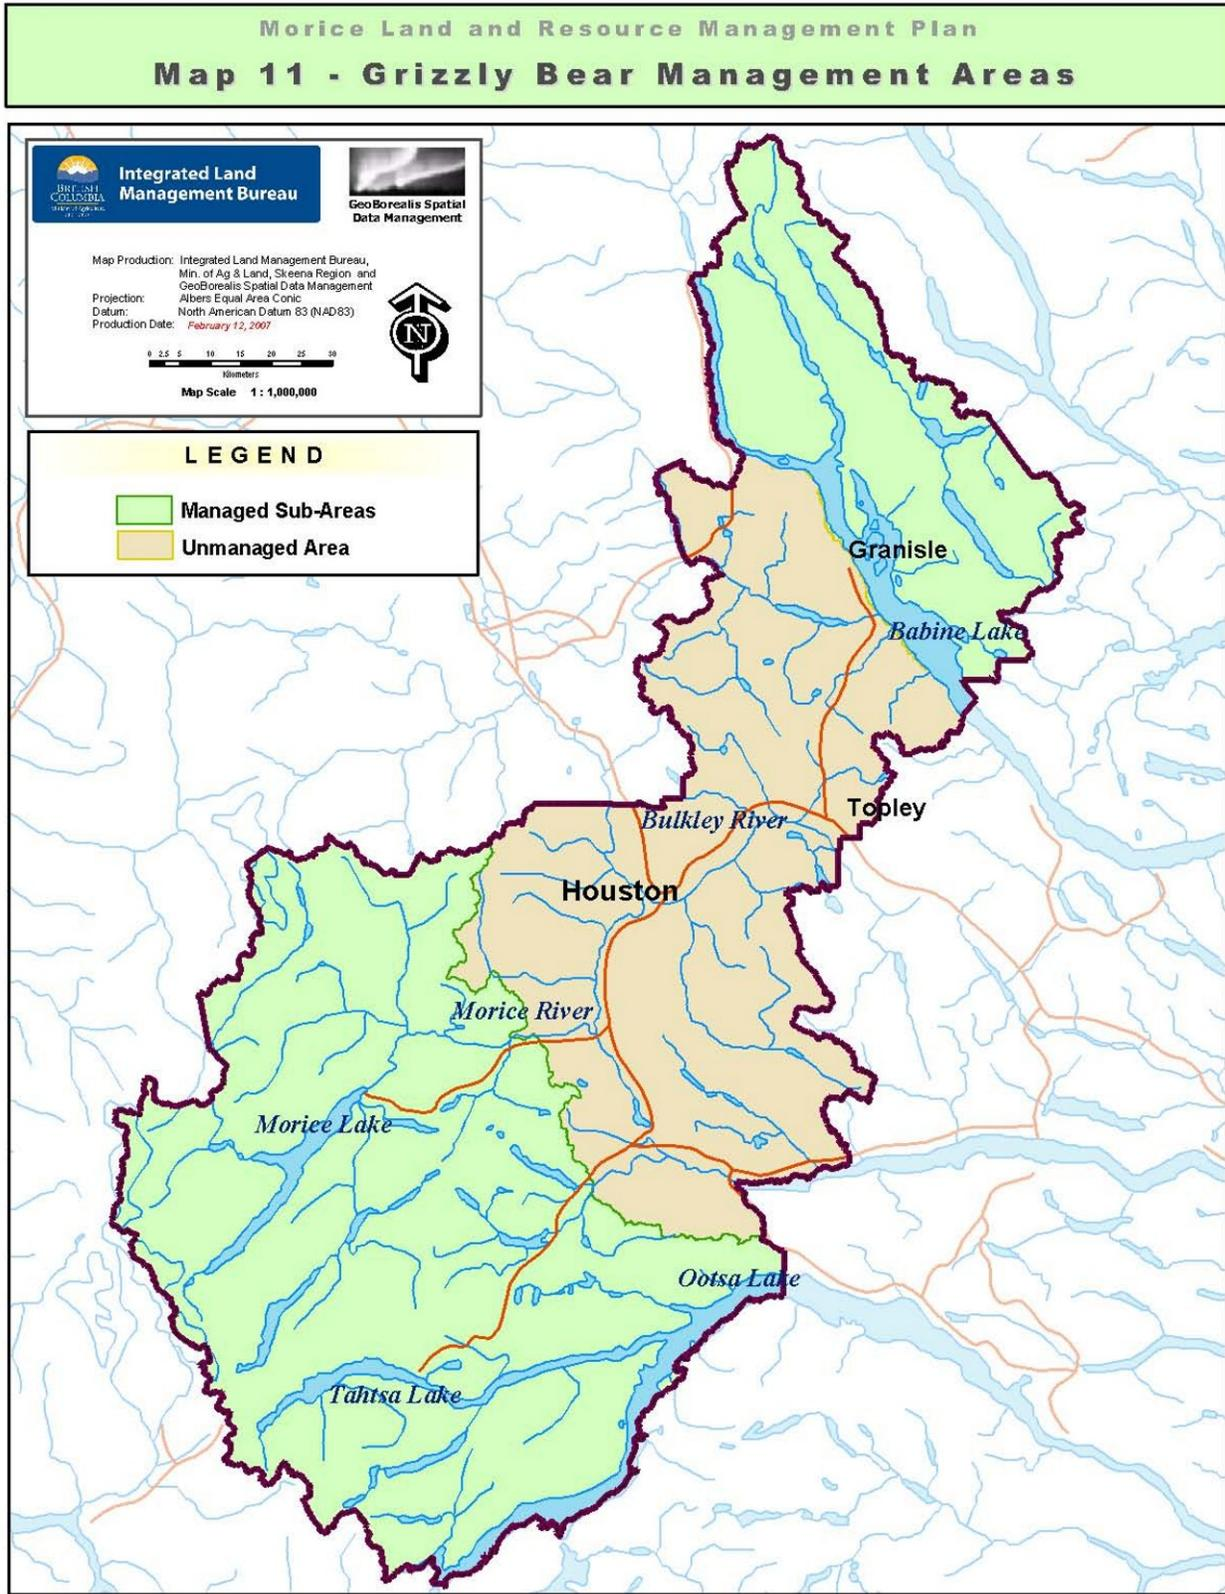 Morice Land and Resource Management Plan
Map 11 - Grizzly Bear Management Areas
BRITISH
COLUMBIA
Integrated Land
Management Bureau
GeoBorealis Spatial
Data Management
Map Production: Integrated Land Management Bureau,
Min. of Ag & Land, Skeena Region and
GeoBorealis Spatial Data Management
Projection: Albers Equal Area Conic
Datum: North American Datum 83 (NAD83)
Production Date: February 12, 2007
0 2.5 5 10 15 20 25 30
Kilometers
Map Scale 1 : 1,000,000
N
LEGEND
Managed Sub-Areas
Unmanaged Area
Granisle
Babine Lake
Topley
Bulkley River
Houston
Morice River
Morice Lake
Ootsa Lake
Tahtsa Lake